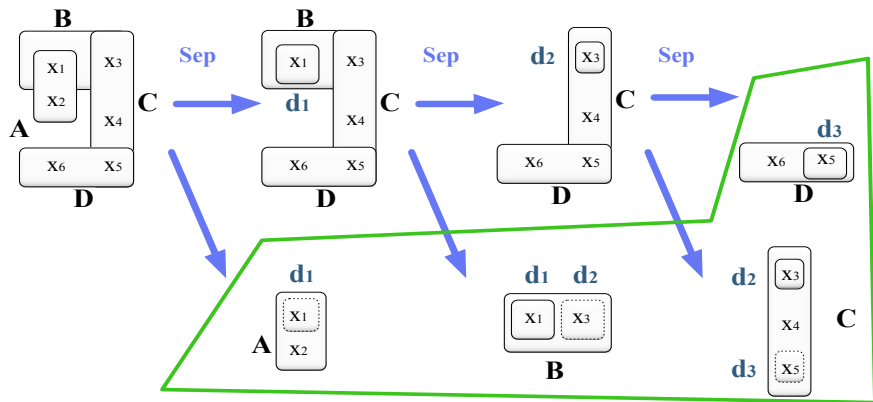 B B
x1 x3 Sep x1 x3 Sep d2 x3 Sep
x2 C d1 C C
A x4 x4 x4 d3
x6 x5 x6 x5 x6 x5 x6 x5
D D D D
d1 d1 d2 d2 x3
x1 x1 x3 x4 C
A x2 B d3 x5